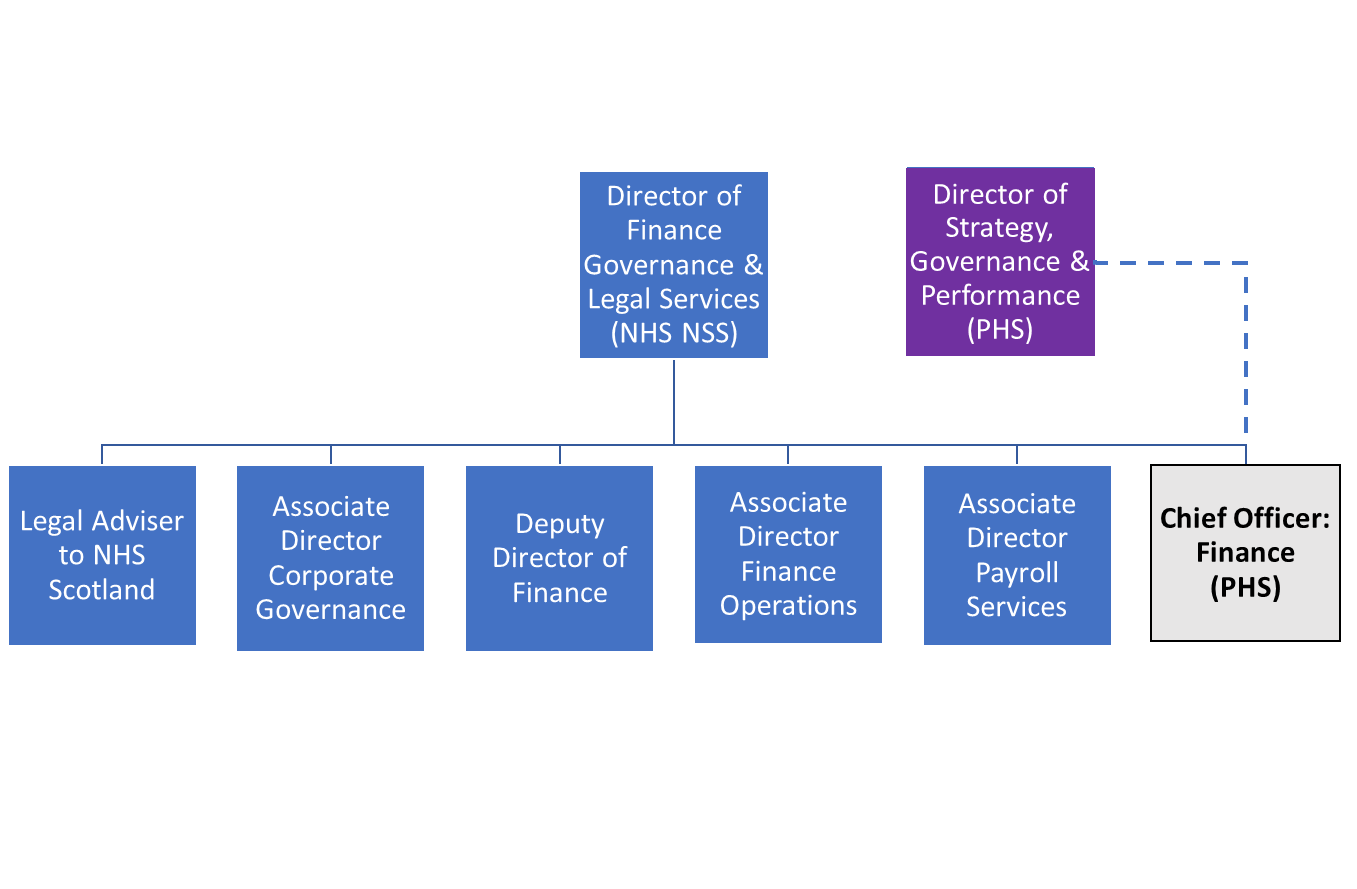 Director of
Finance
Governance &
Legal Services
(NHS NSS)
Director of
Strategy,
Governance &
Performance
(PHS)
Legal Adviser
to NHS
Scotland
Associate
Director
Corporate
Governance
Deputy
Director of
Finance
Associate
Director
Finance
Operations
Associate
Director
Payroll
Services
Chief Officer:
Finance
(PHS)